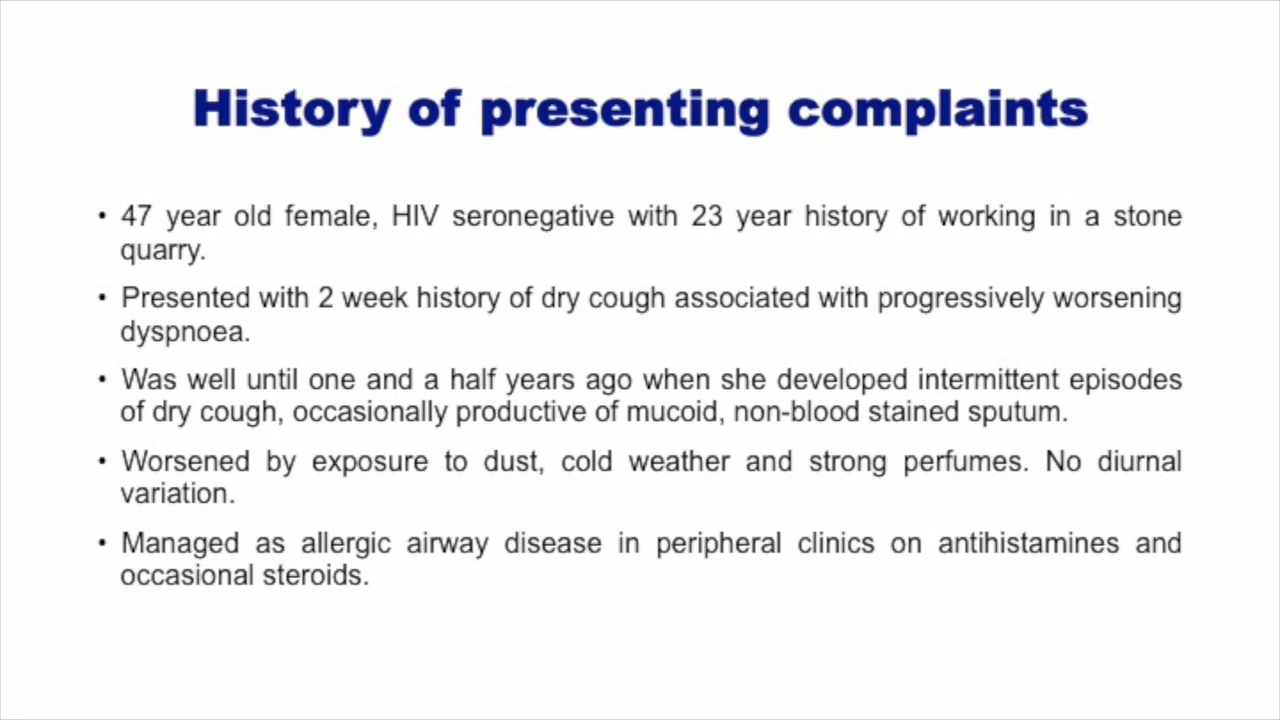 History of presenting complaints
• 47 year old female, HIV seronegative with 23 year history of working in a stone
quarry.
• Presented with 2 week history of dry cough associated with progressively worsening
dyspnoea.
• Was well until one and a half years ago when she developed intermittent episodes
of dry cough, occasionally productive of mucoid, non-blood stained sputum.
• Worsened by exposure to dust, cold weather and strong perfumes. No diurnal
variation.
• Managed as allergic airway disease in peripheral clinics on antihistamines and
occasional steroids.